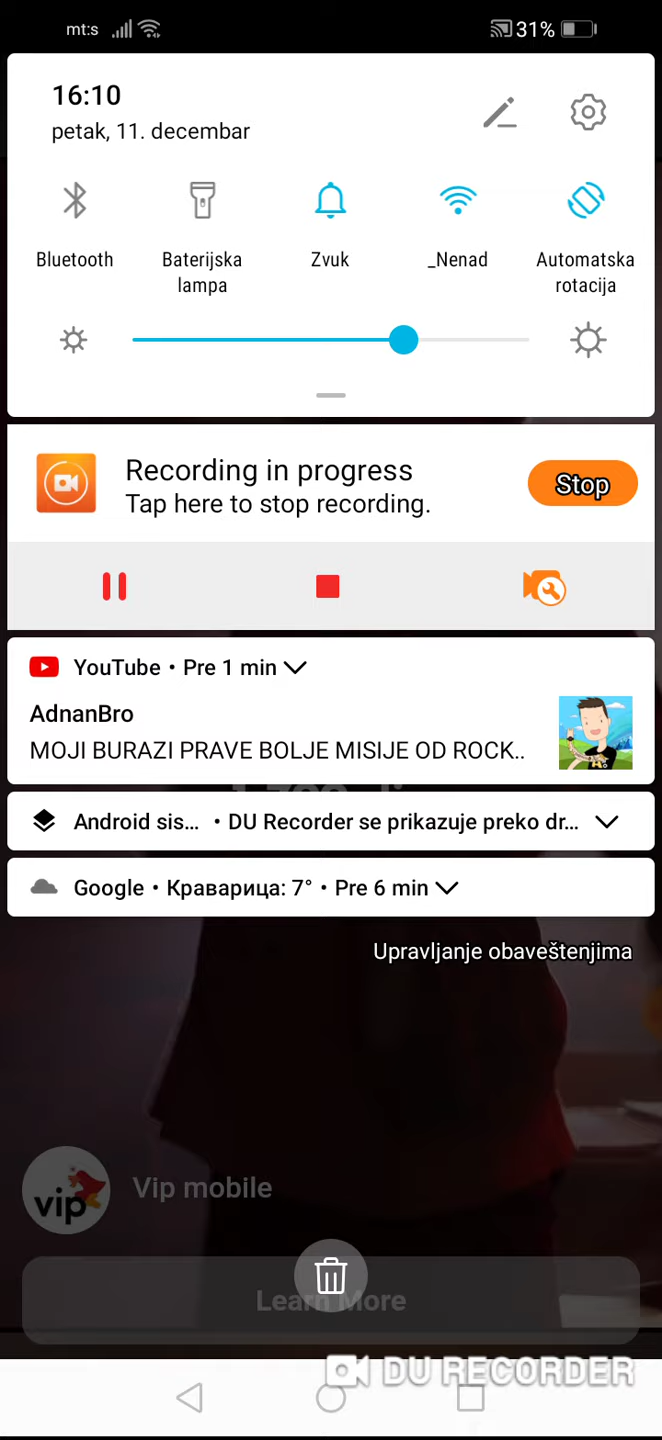 mt:s
31%
16:10
petak, 11. decembar
Bluetooth
Baterijska
lampa
Zvuk
_Nenad
Automatska
rotacija
Recording in progress
Tap here to stop recording.
Stop
YouTube • Pre 1 min
AdnanBro
MOJI BURAZI PRAVE BOLJE MISIJE OD ROCK..
Android sis... • DU Recorder se prikazuje preko dr...
Google • Краварица: 7° • Pre 6 min
Upravljanje obaveštenjima
vip
Vip mobile
Learn More
DU RECORDER